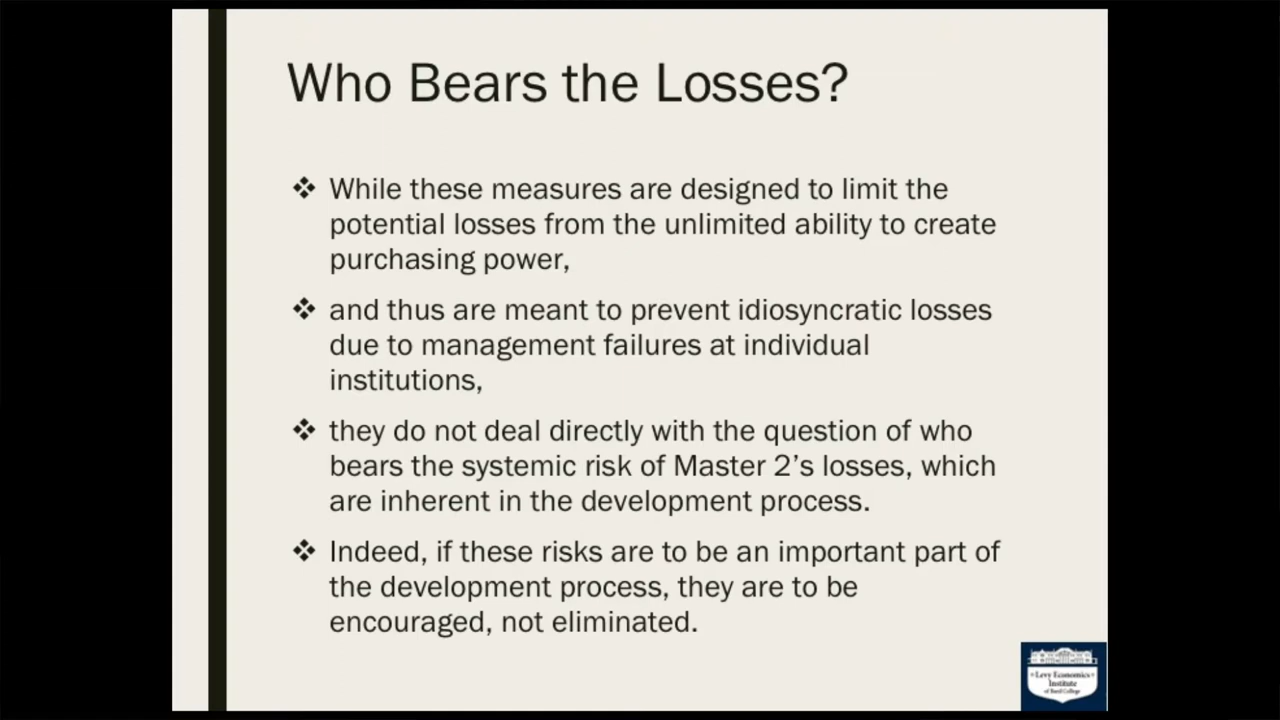 Who Bears the Losses?
While these measures are designed to limit the
potential losses from the unlimited ability to create
purchasing power,
and thus are meant to prevent idiosyncratic losses
due to management failures at individual
institutions,
they do not deal directly with the question of who
bears the systemic risk of Master 2’s losses, which
are inherent in the development process.
Indeed, if these risks are to be an important part of
the development process, they are to be
encouraged, not eliminated.
Levy Economics
Institute
of Bard College